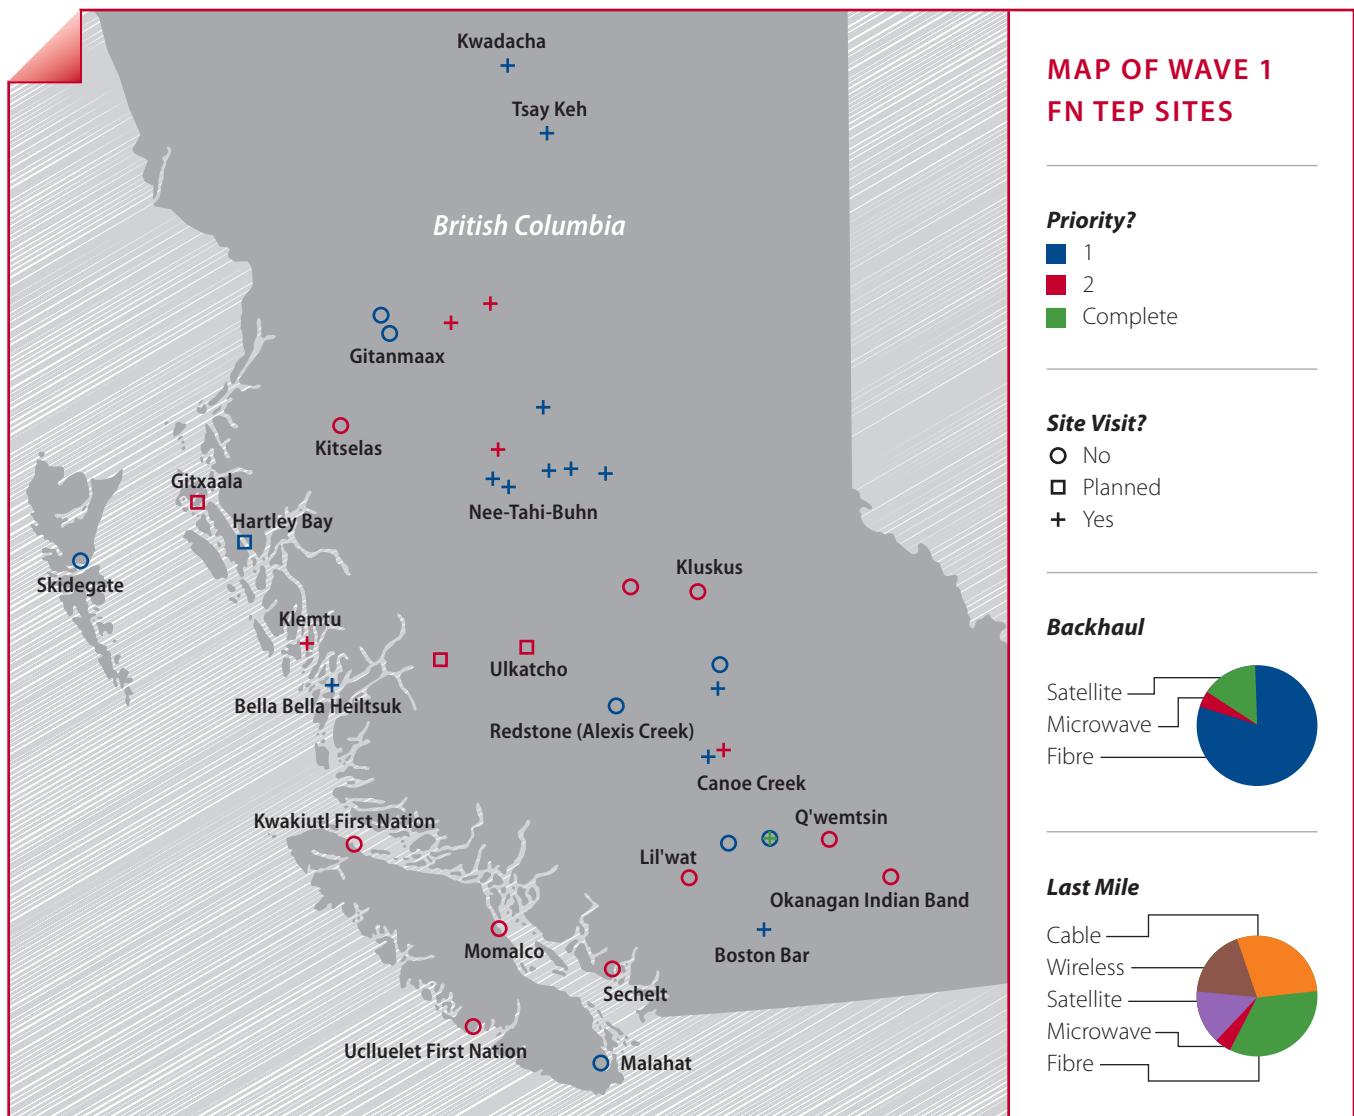 Kwadacha
Tsay Keh
British Columbia
Gitanmaax
Kitselas
Gitxaala
Hartley Bay
Nee-Tahi-Buhn
Skidegate
Kluskus
Klemtu
Ulkatcho
Bella Bella Heiltsuk
Redstone (Alexis Creek)
Canoe Creek
Kwakiutl First Nation
Q'wemtsin
Lil'wat
Okanagan Indian Band
Momalco
Boston Bar
Sechelt
Uclluelet First Nation
Malahat
MAP OF WAVE 1
FN TEP SITES
Priority?
1
2
Complete
Site Visit?
No
Planned
Yes
Backhaul
Satellite
Microwave
Fibre
Last Mile
Cable
Wireless
Satellite
Microwave
Fibre